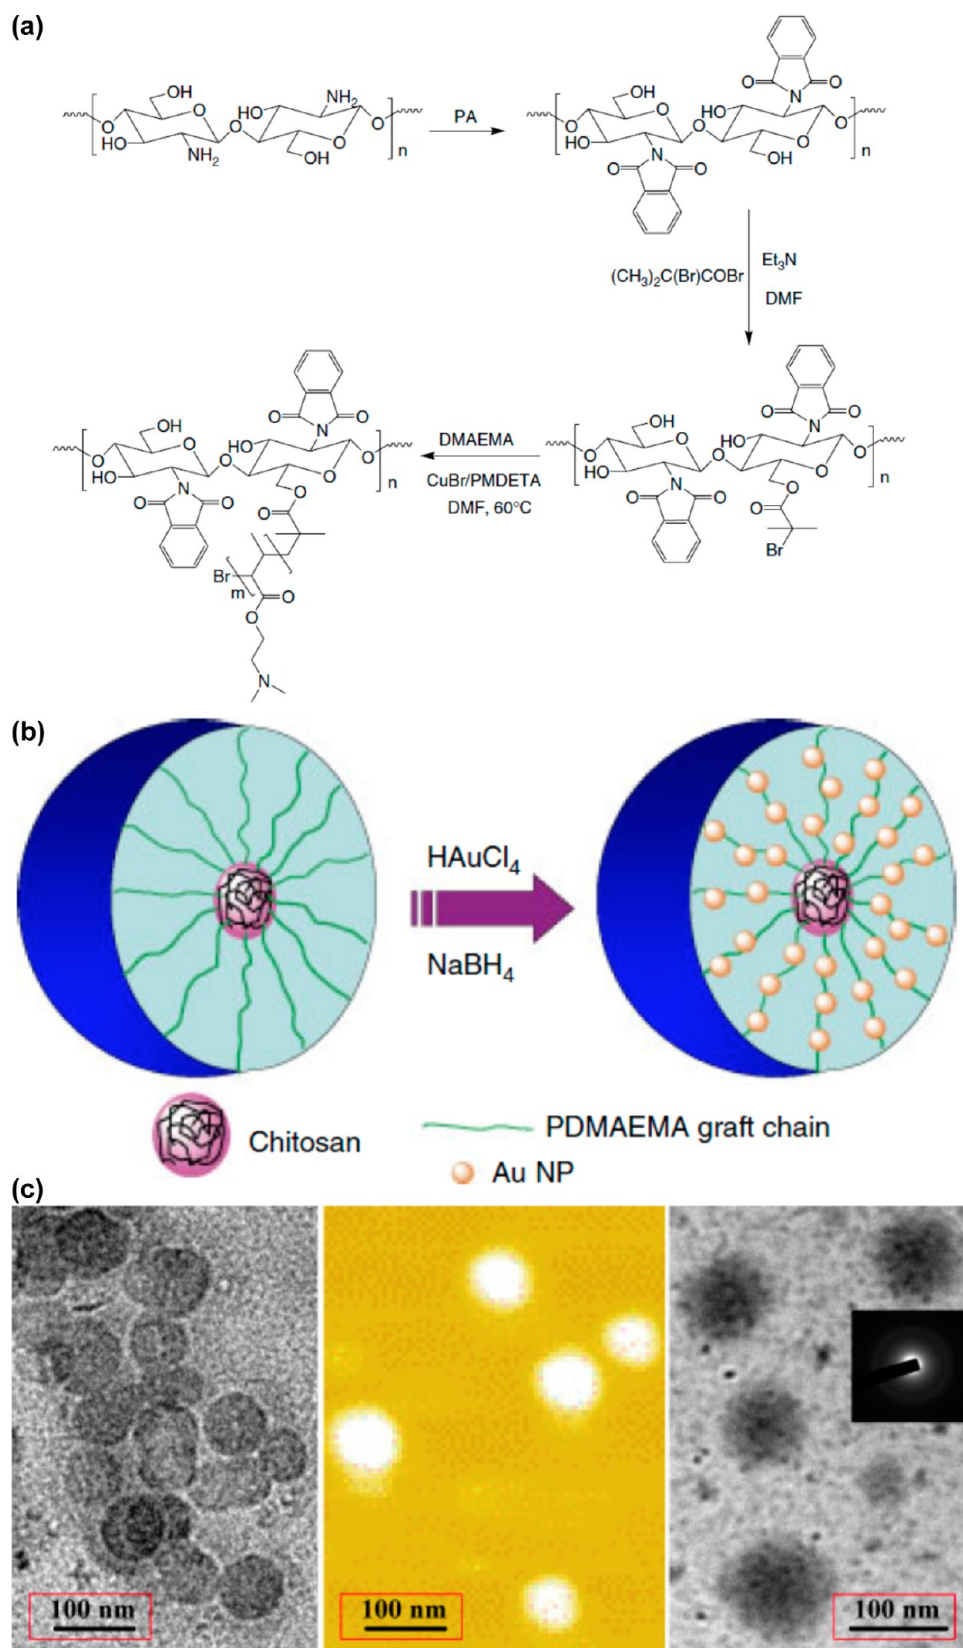 (a)
OH
O
HO
NH2
O
HO
NH2
O
OH
O
n
PA
O
N
O
OH
O
HO
HO
O
O
O
OH
O
n
O
N
O
(CH3)2C(Br)COBr
Et3N
DMF
O
N
O
OH
O
HO
HO
O
O
O
O
n
O
N
O
O
Br
DMAEMA
CuBr/PMDETA
DMF, 60°C
O
N
O
OH
O
HO
HO
O
O
O
O
n
O
N
O
O
Br
m
O
O
N
(b)
HAuCl4
NaBH4
Chitosan
PDMAEMA graft chain
Au NP
(c)
100 nm
100 nm
100 nm